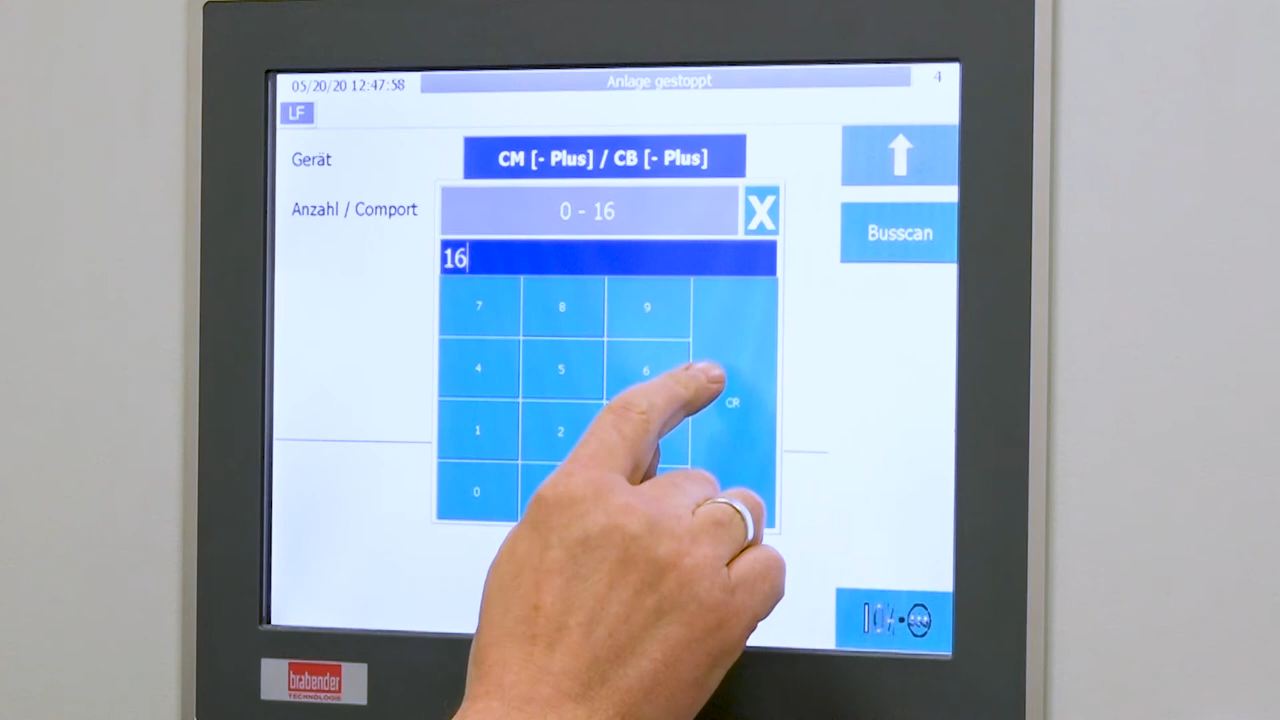 05/20/20 12:47:58
Anlage gestoppt
4
LF
Gerät
CM [- Plus] / CB [- Plus]
Anzahl / Comport
0 - 16
X
Busscan
16
7
8
9
4
5
6
CR
1
2
0
brabender
TECHNOLOGIE